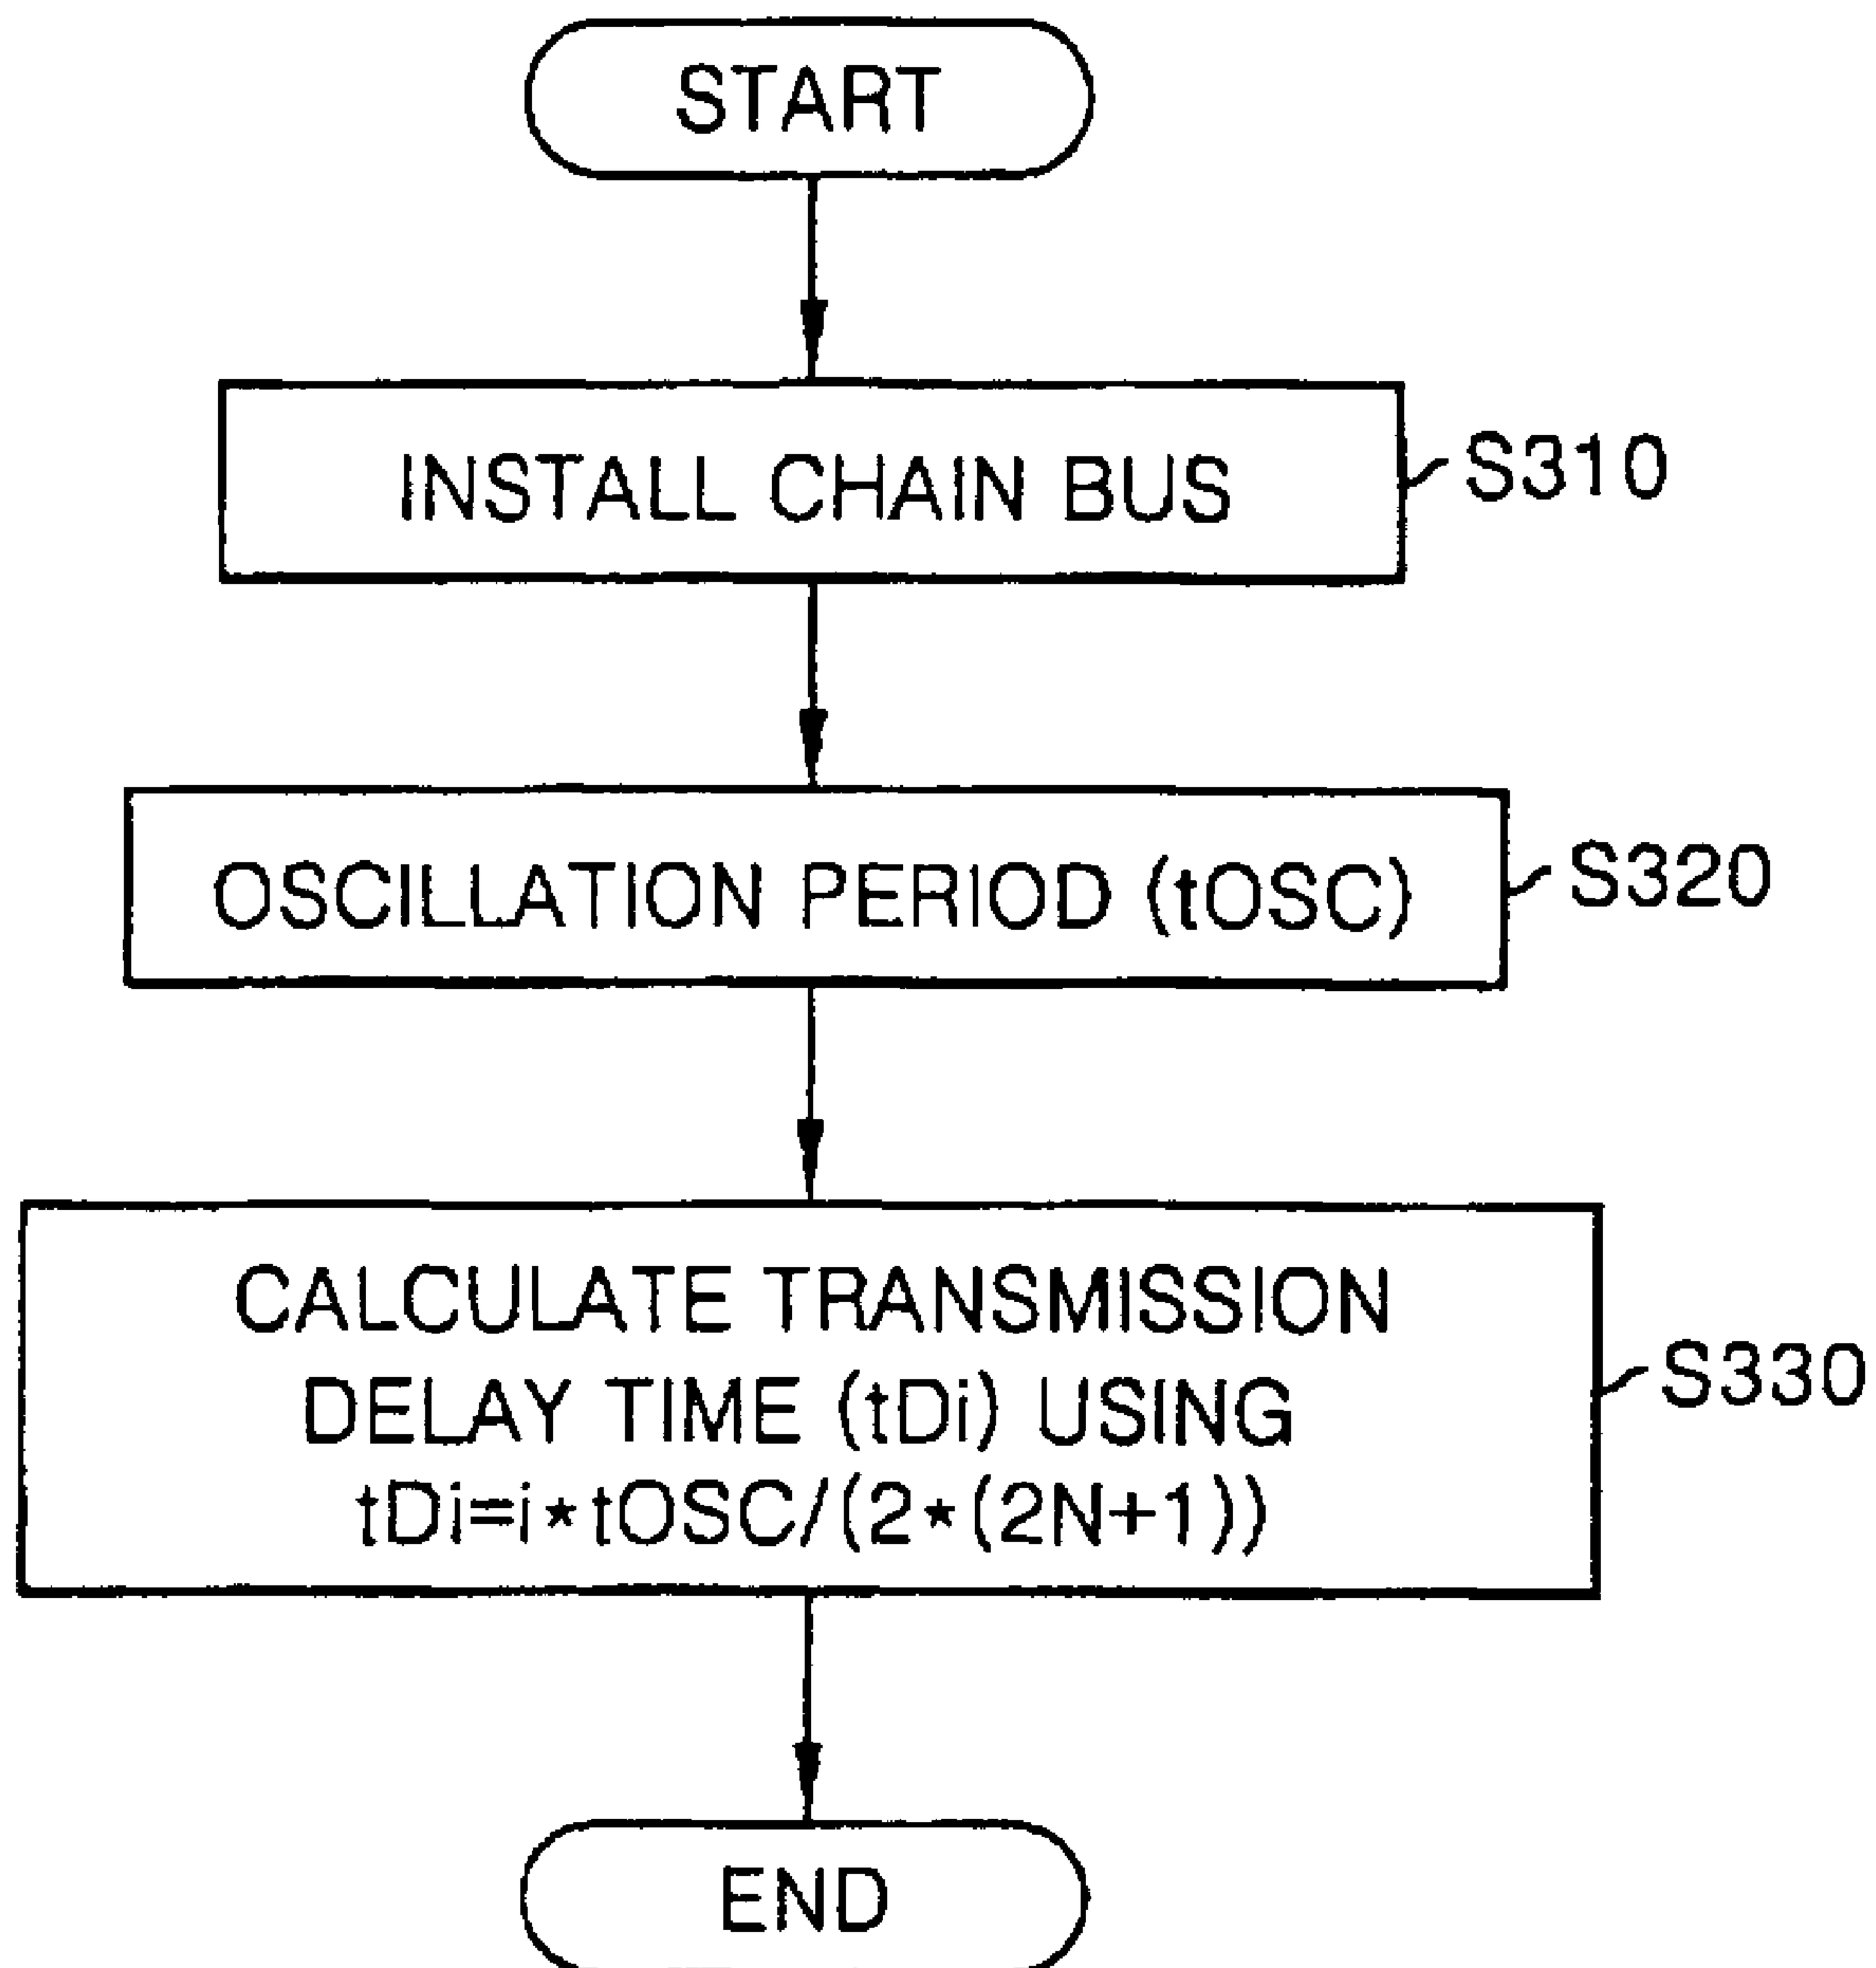 START
INSTALL CHAIN BUS
S310
OSCILLATION PERIOD (tOSC)
S320
CALCULATE TRANSMISSION
DELAY TIME (tDi) USING
tDi=i*tOSC/(2*(2N+1))
S330
END